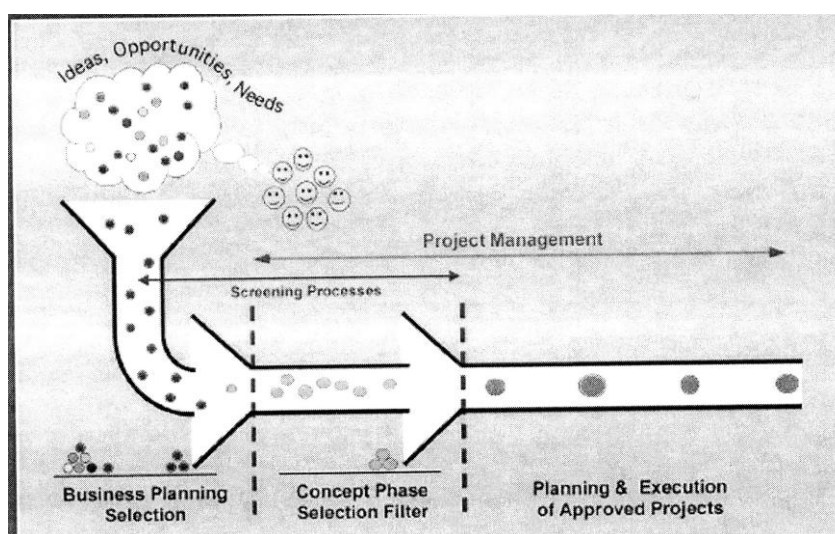 Ideas, Opportunities, Needs
Project Management
Screening Processes
Business Planning
Selection
Concept Phase
Selection Filter
Planning & Execution
of Approved Projects